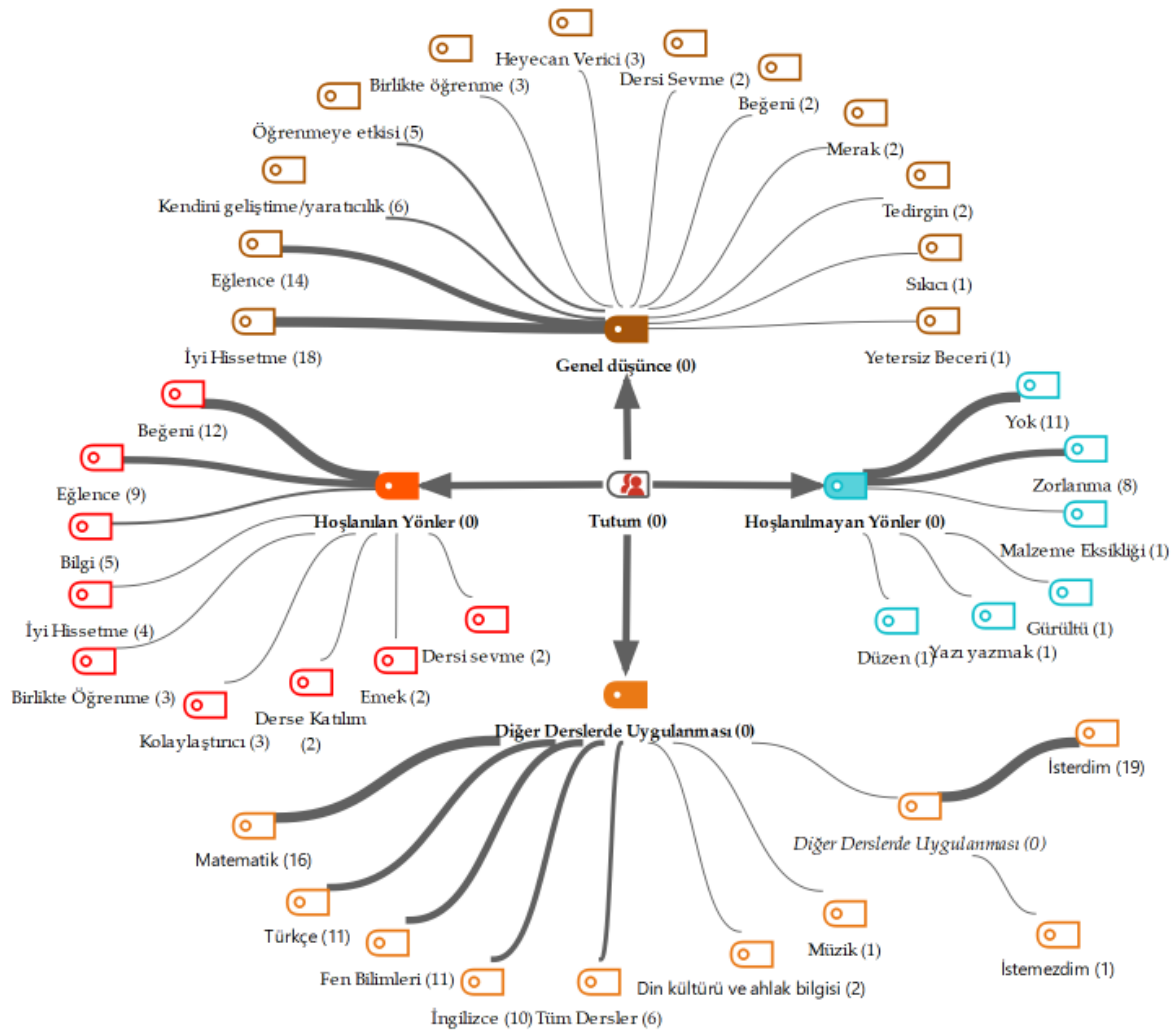 Heyecan Verici (3)
Dersi Sevme (2)
Birlikte öğrenme (3)
Beğeni (2)
Öğrenmeye etkisi (5)
Merak (2)
Kendini geliştime/yaratıcılık (6)
Tedirgin (2)
Eğlence (14)
Sıkıcı (1)
İyi Hissetme (18)
Yetersiz Beceri (1)
Genel düşünce (0)
Beğeni (12)
Yok (11)
Eğlence (9)
Zorlanma (8)
Hoşlanılan Yönler (0)
Tutum (0)
Hoşlanılmayan Yönler (0)
Bilgi (5)
Malzeme Eksikliği (1)
İyi Hissetme (4)
Gürültü (1)
Düzen (1)
Yazı yazmak (1)
Dersi sevme (2)
Birlikte Öğrenme (3)
Emek (2)
Derse Katılım
(2)
Kolaylaştırıcı (3)
Diğer Derslerde Uygulanması (0)
İsterdim (19)
Diğer Derslerde Uygulanması (0)
Matematik (16)
Türkçe (11)
Müzik (1)
İstemezdim (1)
Fen Bilimleri (11)
Din kültürü ve ahlak bilgisi (2)
İngilizce (10)
Tüm Dersler (6)